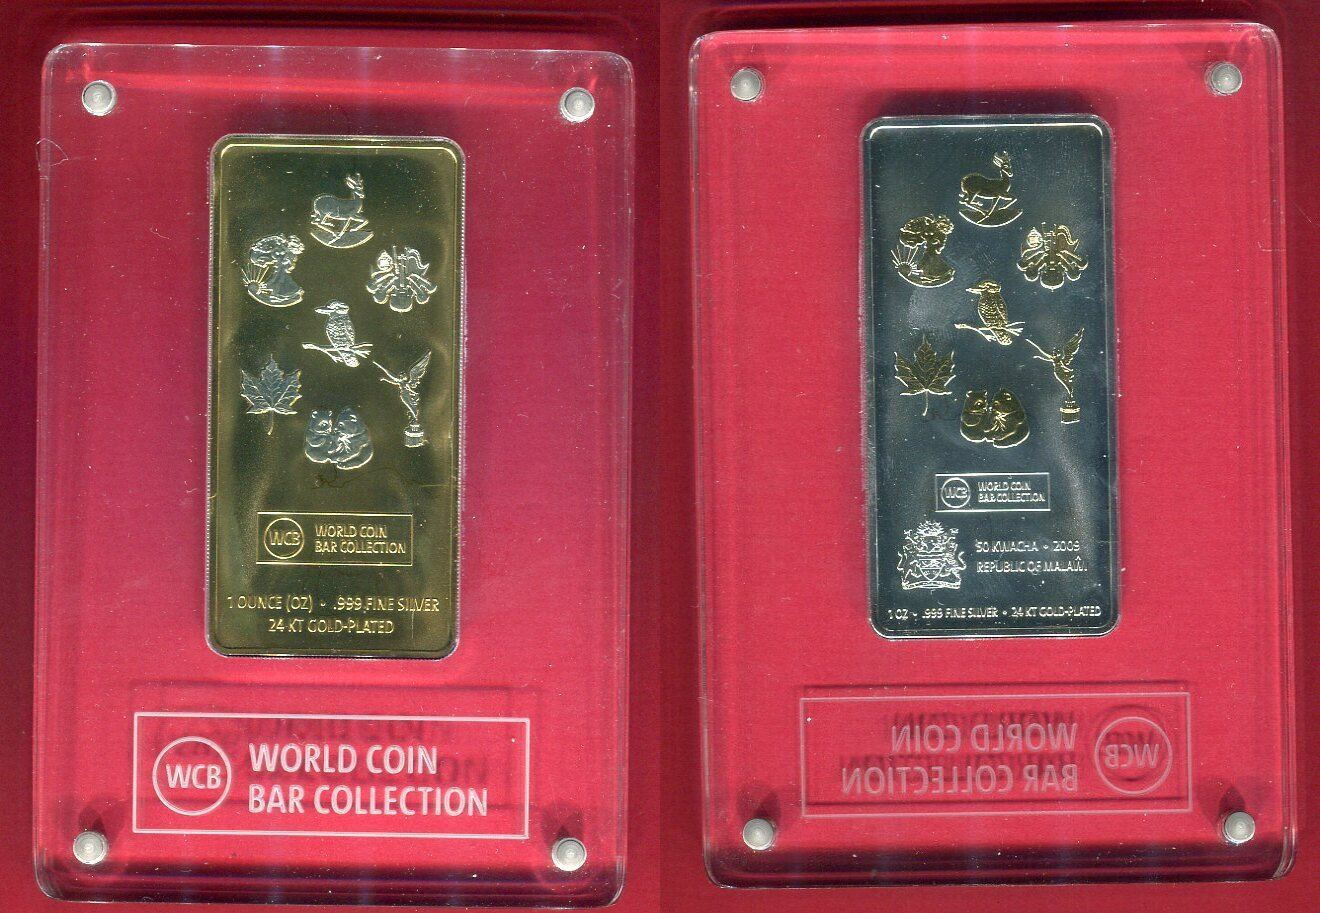 WCB
WORLD COIN
BAR COLLECTION
1 OUNCE (OZ) • .999 FINE SILVER
24 KT GOLD-PLATED
WCB
WORLD COIN
BAR COLLECTION
WCB
WORLD COIN
BAR COLLECTION
50 KWACHA • 2009
REPUBLIC OF MALAWI
1 OZ • .999 FINE SILVER • 24 KT GOLD-PLATED
WCB
WORLD COIN
BAR COLLECTION